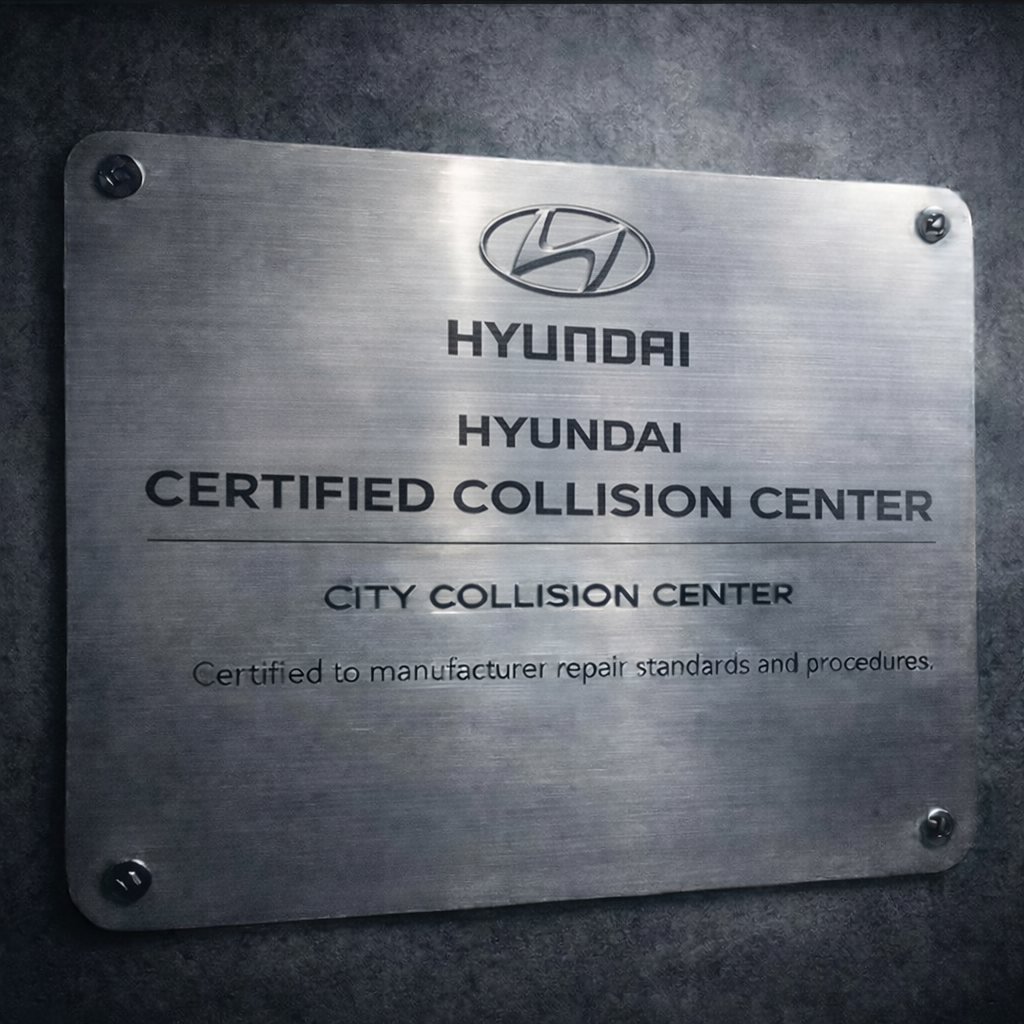 HYUNDAI
HYUNDAI
CERTIFIED COLLISION CENTER
CITY COLLISION CENTER
Certified to manufacturer repair standards and procedures.